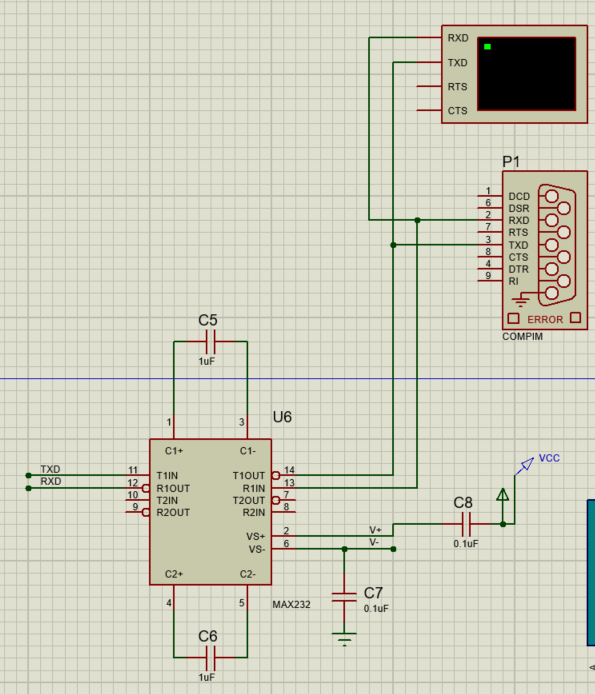 RXD
TXD
RTS
CTS
P1
1 DCD
6 DSR
2 RXD
7 RTS
3 TXD
8 CTS
4 DTR
9 RI
ERROR
COMPIM
C5
1uF
U6
1 3
C1+ C1-
TXD 11 T1IN T1OUT 14
RXD 12 R1OUT R1IN 13
10 T2IN T2OUT 7
9 R2OUT R2IN 8
VS+ 2 V+
VS- 6 V-
C2+ C2-
4 5
MAX232
C6
1uF
C7
0.1uF
C8
0.1uF
VCC